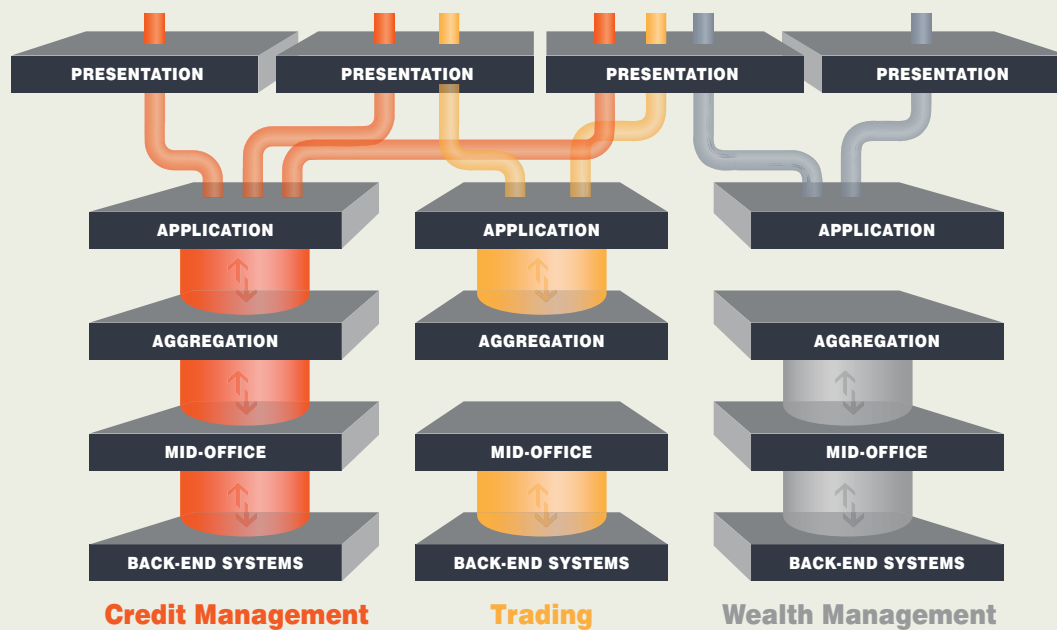 PRESENTATION
PRESENTATION
PRESENTATION
PRESENTATION
APPLICATION
APPLICATION
APPLICATION
AGGREGATION
AGGREGATION
AGGREGATION
MID-OFFICE
MID-OFFICE
MID-OFFICE
BACK-END SYSTEMS
BACK-END SYSTEMS
BACK-END SYSTEMS
Credit Management
Trading
Wealth Management